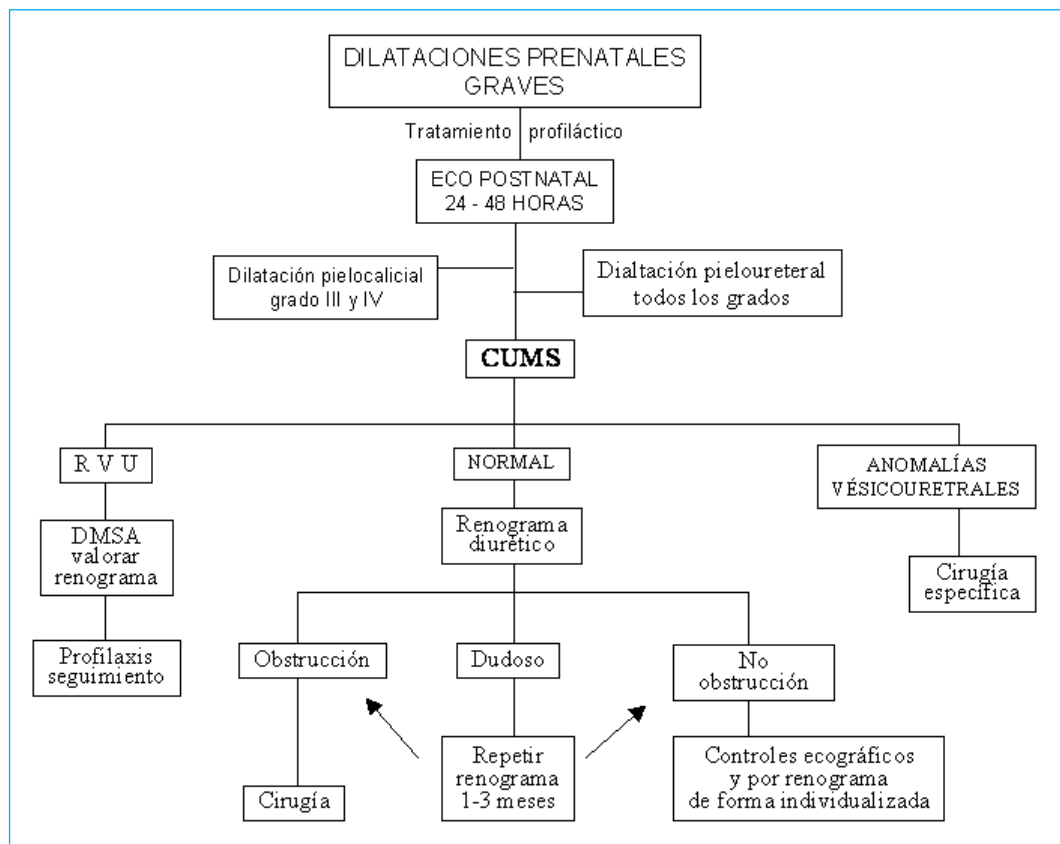 DILATACIONES PRENATALES
GRAVES
Tratamiento profiláctico
ECO POSTNATAL
24 - 48 HORAS
Dilatación pielocalicial
grado III y IV
Dialtación pieloureteral
todos los grados
CUMS
R V U
NORMAL
ANOMALÍAS
VÉSICOURETRALES
DMSA
valorar
renograma
Renograma
diurético
Cirugía
específica
Profilaxis
seguimiento
Obstrucción
Dudoso
No
obstrucción
Cirugía
Repetir
renograma
1-3 meses
Controles ecográficos
y por renograma
de forma individualizada